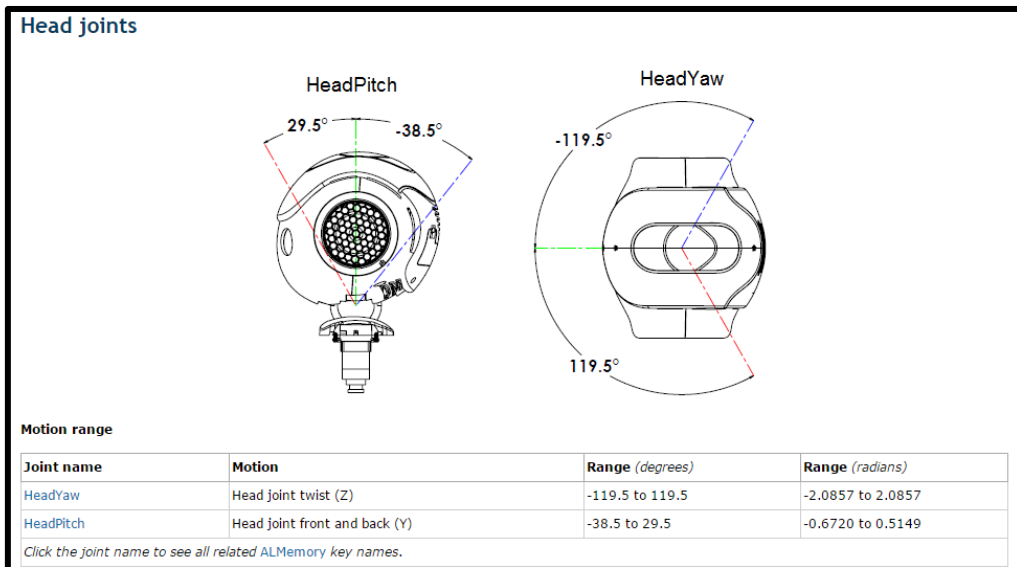 Head joints
HeadPitch
HeadYaw
29.5°
-38.5°
-119.5°
119.5°
Motion range
Joint name Motion Range (degrees) Range (radians)
HeadYaw Head joint twist (Z) -119.5 to 119.5 -2.0857 to 2.0857
HeadPitch Head joint front and back (Y) -38.5 to 29.5 -0.6720 to 0.5149
Click the joint name to see all related ALMemory key names.